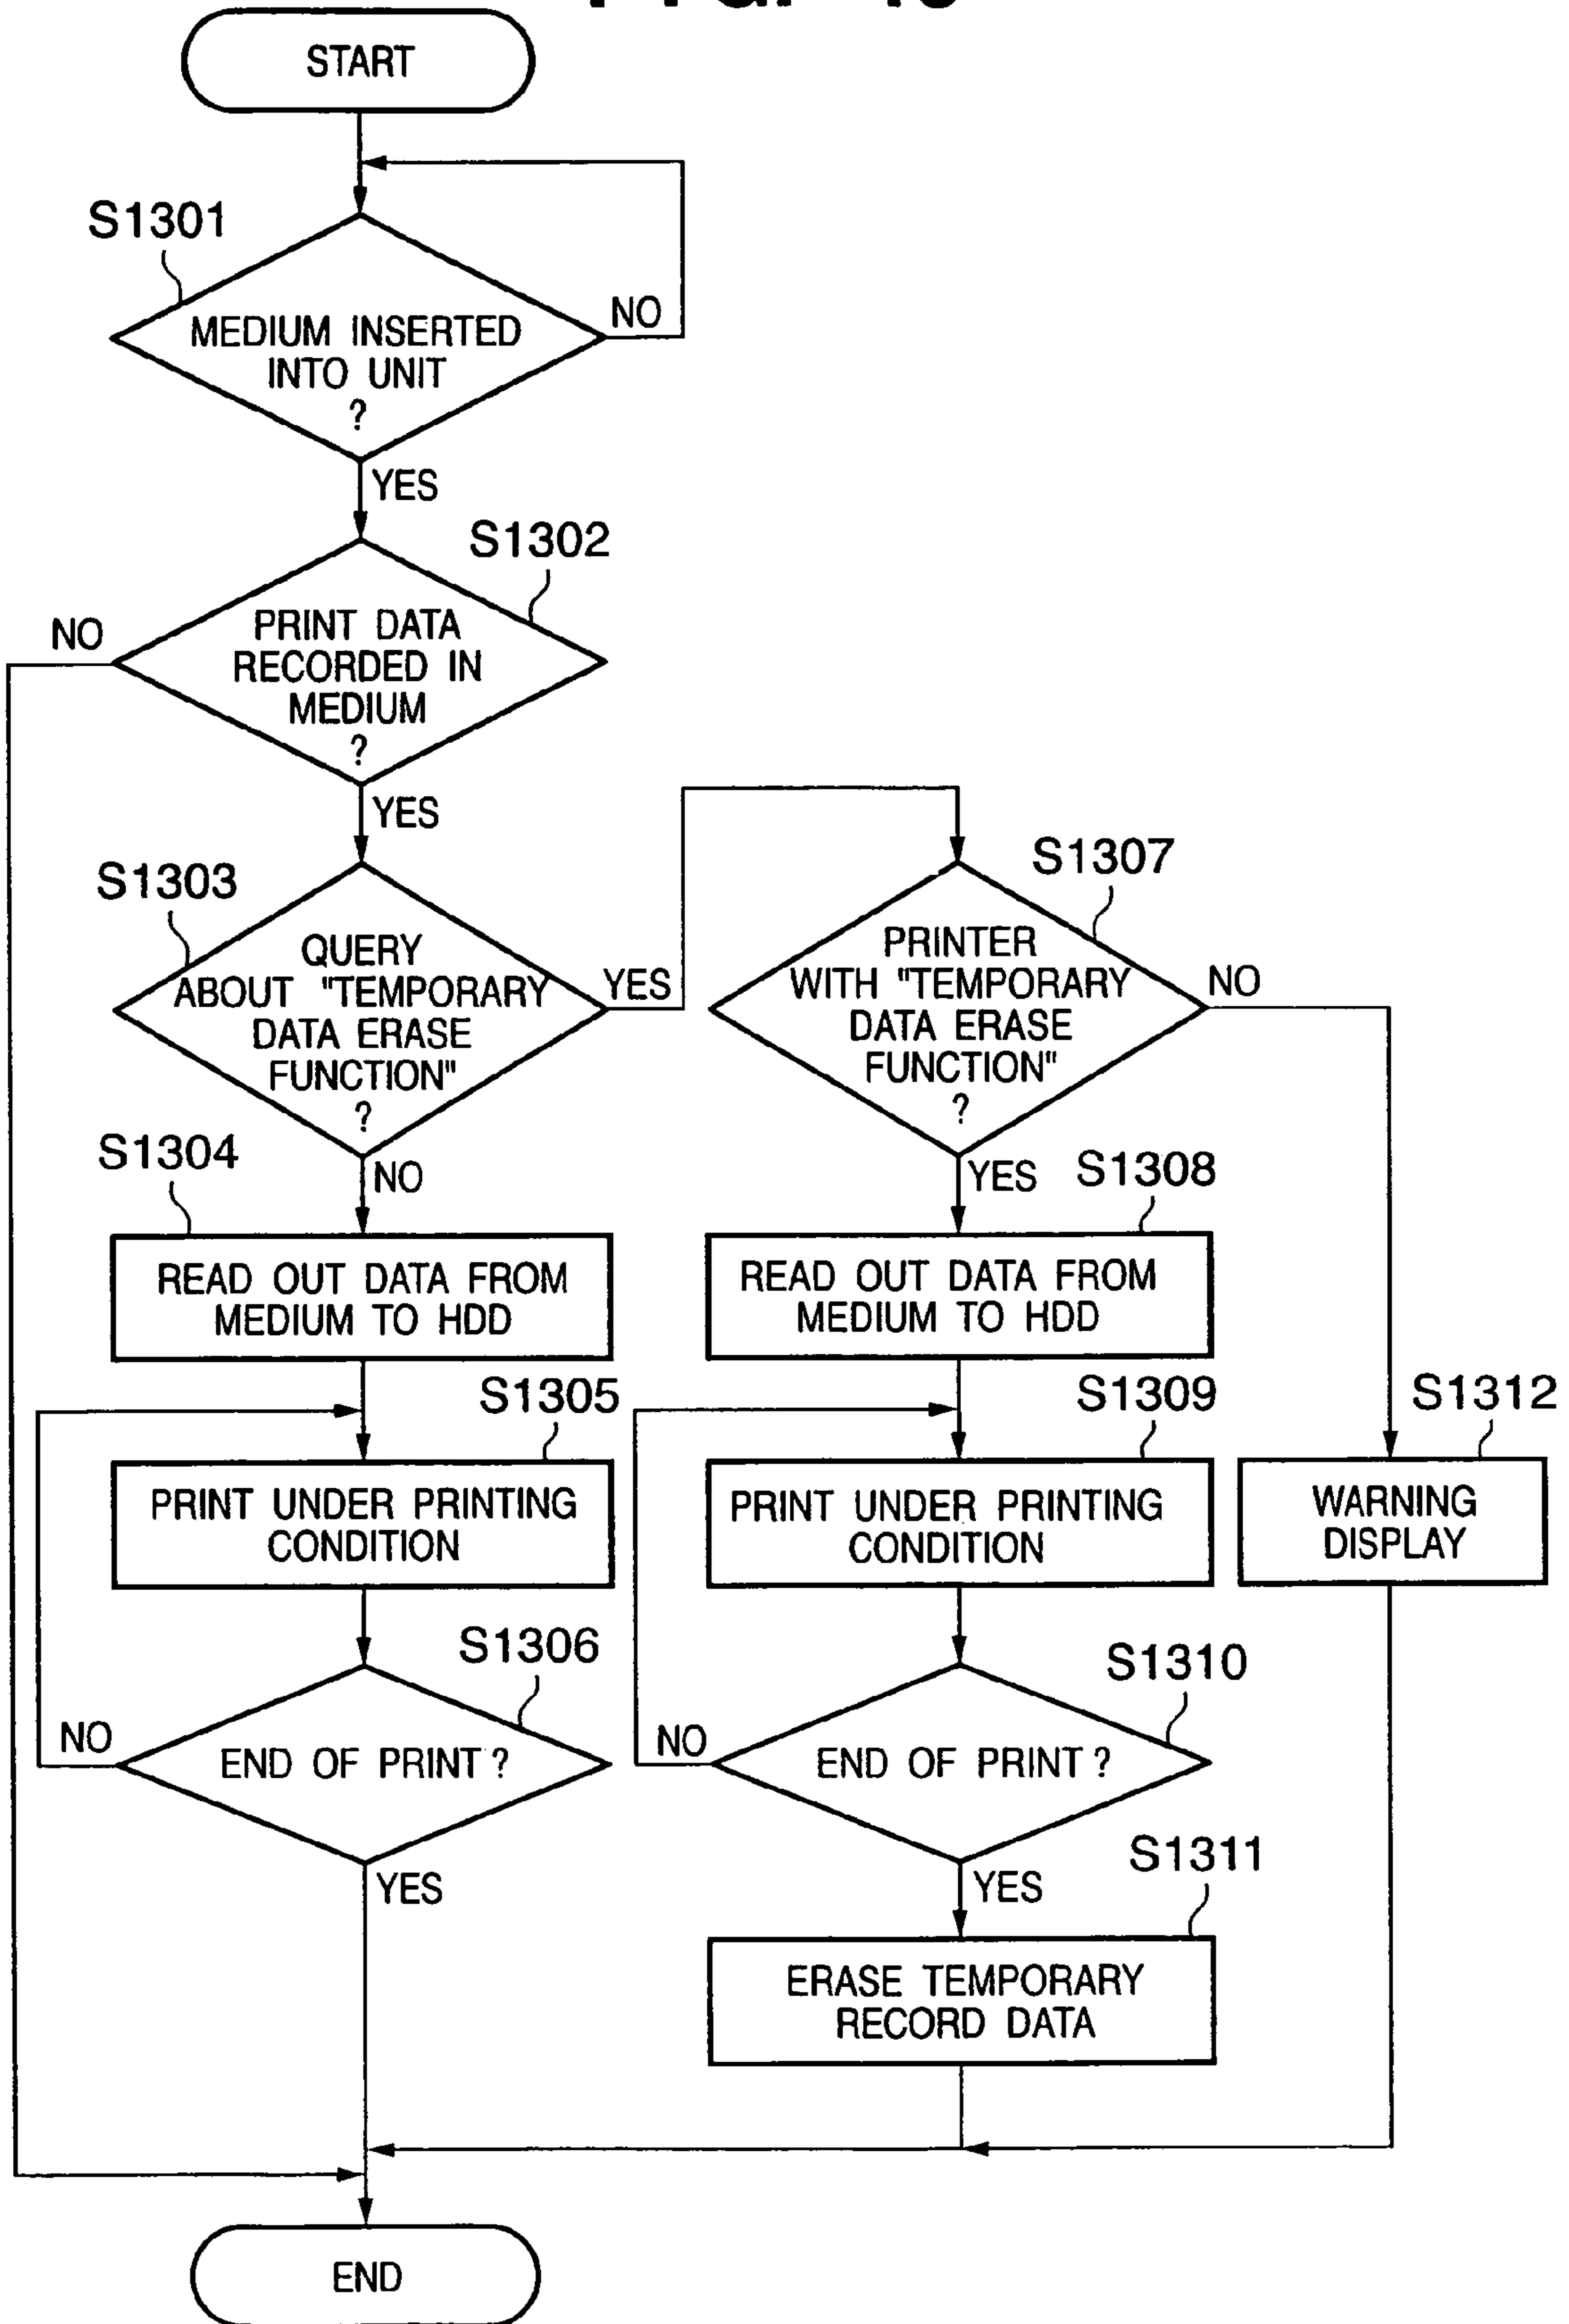 START
S1301
MEDIUM INSERTED
INTO UNIT
?
NO
YES
S1302
PRINT DATA
RECORDED IN
MEDIUM
?
NO
YES
S1303
QUERY
ABOUT "TEMPORARY
DATA ERASE
FUNCTION"
?
YES
NO
S1307
PRINTER
WITH "TEMPORARY
DATA ERASE
FUNCTION"
?
NO
YES
S1304
READ OUT DATA FROM
MEDIUM TO HDD
S1308
READ OUT DATA FROM
MEDIUM TO HDD
S1305
PRINT UNDER PRINTING
CONDITION
S1309
PRINT UNDER PRINTING
CONDITION
S1312
WARNING
DISPLAY
S1306
END OF PRINT?
NO
YES
S1310
END OF PRINT?
NO
YES
S1311
ERASE TEMPORARY
RECORD DATA
END